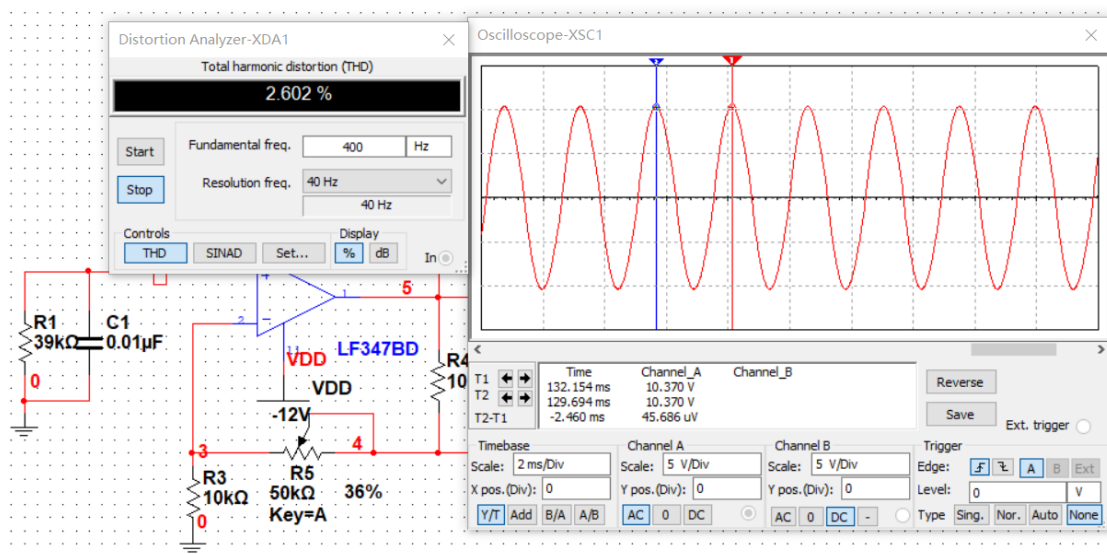 Distortion Analyzer-XDA1
Total harmonic distortion (THD)
2.602 %
Start
Stop
Fundamental freq.
400
Hz
Resolution freq.
40 Hz
40 Hz
Controls
THD
SINAD
Set...
Display
%
dB
In
Oscilloscope-XSC1
2
1
Time Channel_A Channel_B
T1 132.154 ms 10.370 V
T2 129.694 ms 10.370 V
T2-T1 -2.460 ms 45.686 uV
Reverse
Save
Ext. trigger
Timebase
Scale: 2 ms/Div
X pos.(Div): 0
Y/T Add B/A A/B
Channel A
Scale: 5 V/Div
Y pos.(Div): 0
AC 0 DC
Channel B
Scale: 5 V/Div
Y pos.(Div): 0
AC 0 DC -
Trigger
Edge: A B Ext
Level: 0 V
Type Sing. Nor. Auto None
R1
39kΩ
0
C1
0.01µF
4
1
5
2
11
LF347BD
VDD
VDD
-12V
R4
10
3
4
R3
10kΩ
0
R5
50kΩ
Key=A
36%